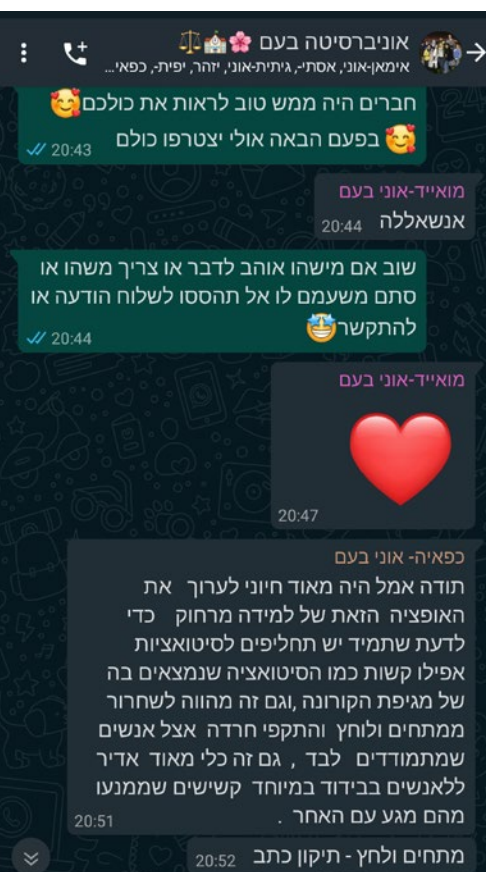 אוניברסיטה בעם 🌸🏫⚖️
אימאן-אוני, אסתי-, גיתית-אוני, יזהר, יפית-, כפאי...
חברים היה ממש טוב לראות את כולכם🥰
בפעם הבאה אולי יצטרפו כולם 🥰
20:43
מואייד-אוני בעם
אנשאללה
20:44
שוב אם מישהו אוהב לדבר או צריך משהו או
סתם משעמם לו אל תהססו לשלוח הודעה או
להתקשר🤩
20:44
מואייד-אוני בעם
20:47
כפאיה- אוני בעם
תודה אמל היה מאוד חיוני לערוך את
האופציה הזאת של למידה מרחוק כדי
לדעת שתמיד יש תחליפים לסיטואציות
אפילו קשות כמו הסיטואציה שנמצאים בה
של מגיפת הקורונה ,וגם זה מהווה לשחרור
ממתחים ולוחץ והתקפי חרדה אצל אנשים
שמתמודדים לבד , גם זה כלי מאוד אדיר
ללאנשים בבידוד במיוחד קשישים שממנעו
מהם מגע עם האחר .
20:51
מתחים ולחץ - תיקון כתב
20:52